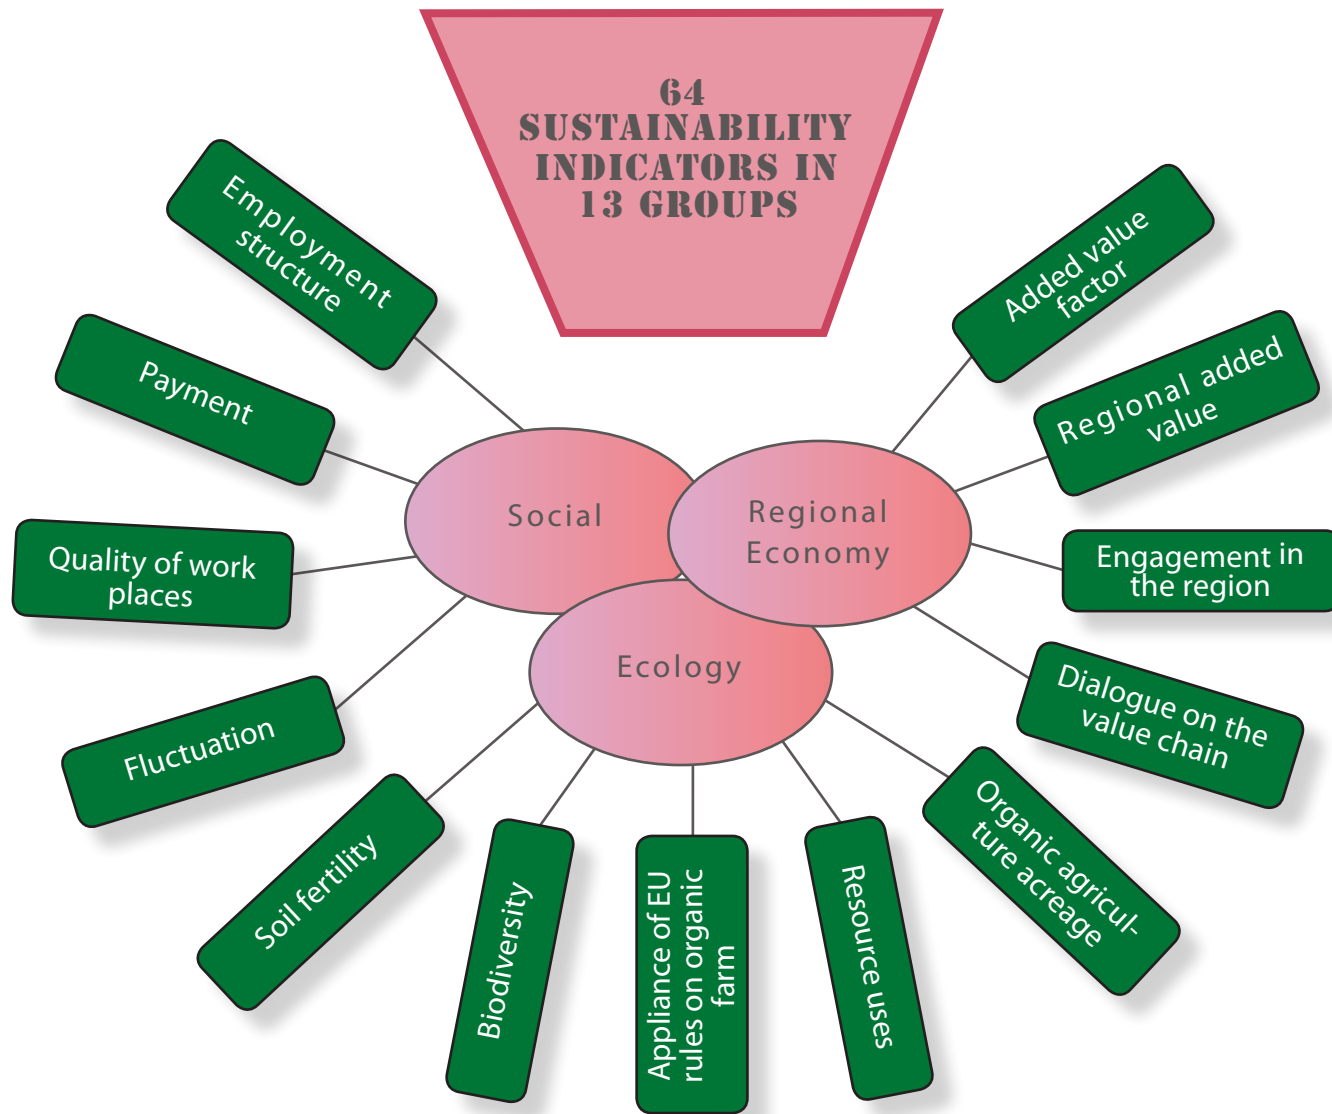 64
SUSTAINABILITY
INDICATORS IN
13 GROUPS
Employment
structure
Payment
Quality of work
places
Fluctuation
Soil fertility
Biodiversity
Appliance of EU
rules on organic
farm
Resource uses
Organic agricul-
ture acreage
Dialogue on the
value chain
Engagement in
the region
Regional added
value
Added value
factor
Social
Regional
Economy
Ecology